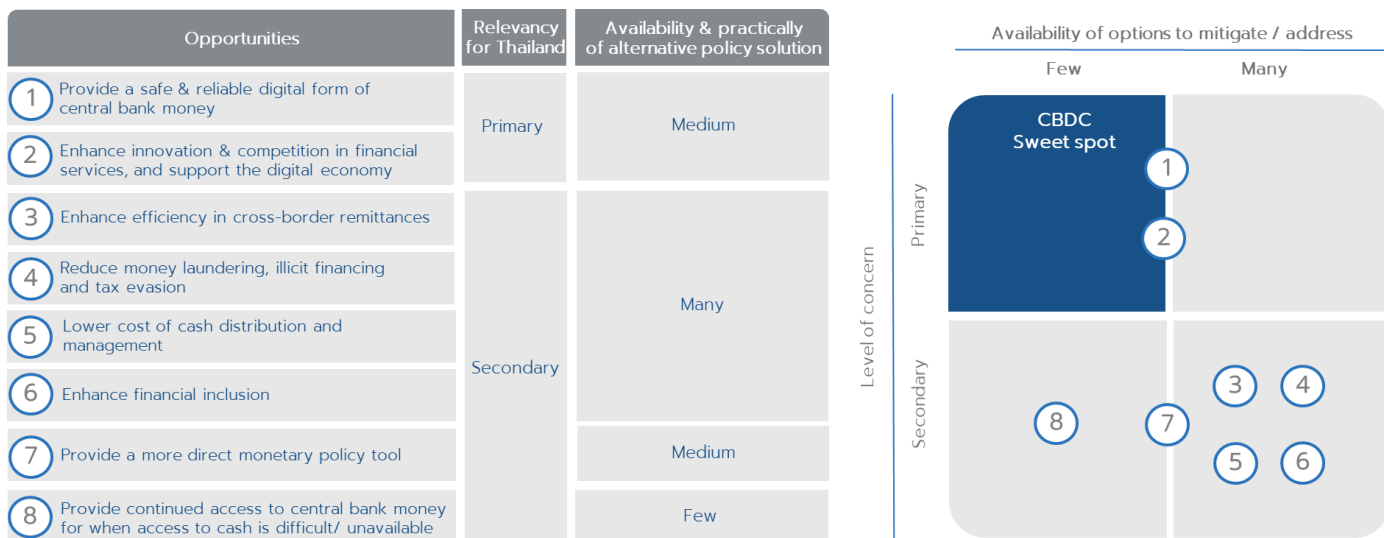 Opportunities
Relevancy
for Thailand
Availability & practically
of alternative policy solution
1
Provide a safe & reliable digital form of
central bank money
2
Enhance innovation & competition in financial
services, and support the digital economy
Primary
Medium
3
Enhance efficiency in cross-border remittances
4
Reduce money laundering, illicit financing
and tax evasion
5
Lower cost of cash distribution and
management
6
Enhance financial inclusion
Secondary
Many
7
Provide a more direct monetary policy tool
Medium
8
Provide continued access to central bank money
for when access to cash is difficult/ unavailable
Few
Availability of options to mitigate / address
Few
Many
Level of concern
Primary
Secondary
CBDC
Sweet spot
1
2
3
4
8
7
5
6